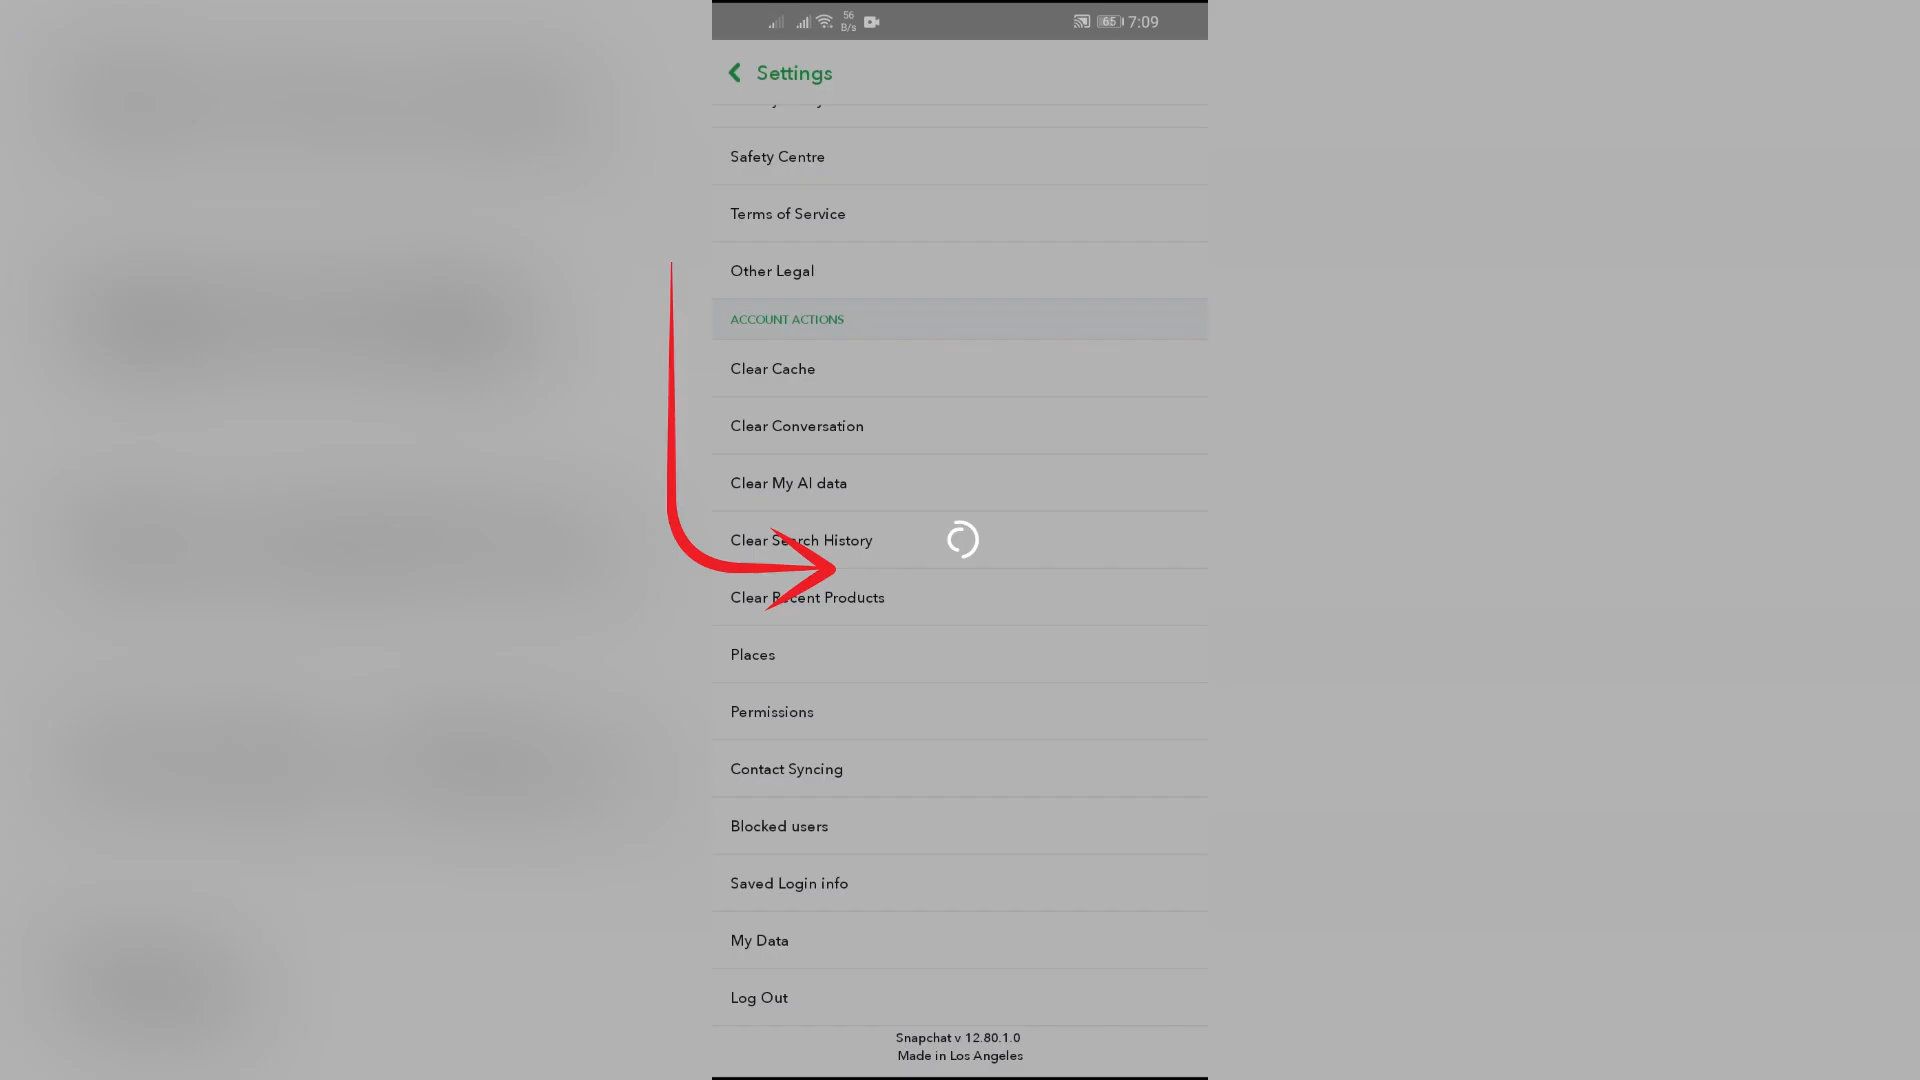 56
B/s
65
7:09
Settings
Safety Centre
Terms of Service
Other Legal
ACCOUNT ACTIONS
Clear Cache
Clear Conversation
Clear My AI data
Clear Search History
Clear Recent Products
Places
Permissions
Contact Syncing
Blocked users
Saved Login info
My Data
Log Out
Snapchat v 12.80.1.0
Made in Los Angeles